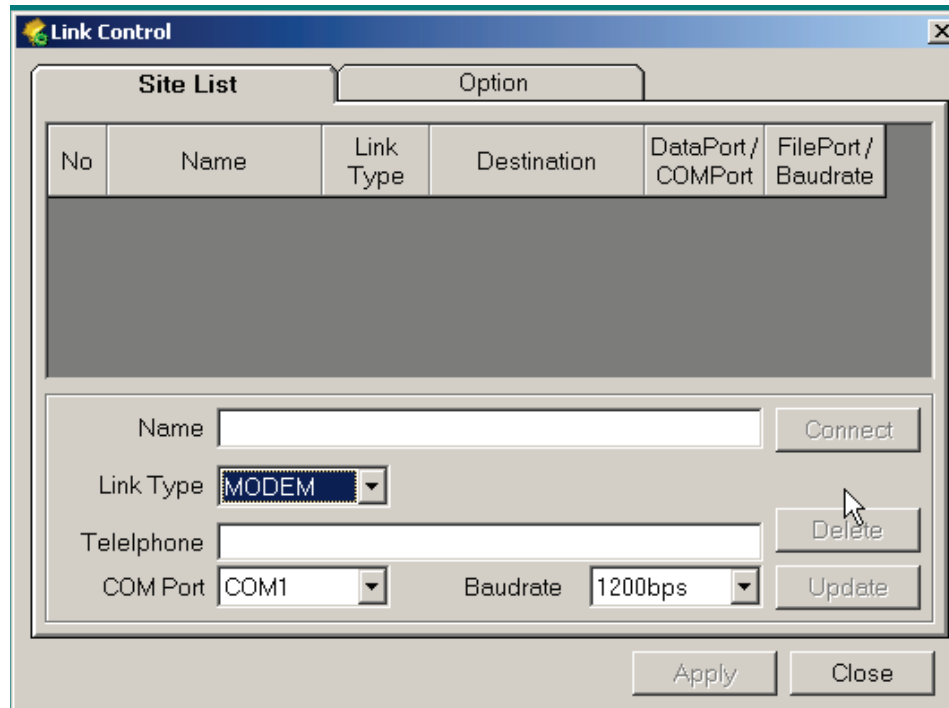 Link Control
Site List Option
No Name Link Type Destination DataPort / COMPort FilePort / Baudrate
Name Connect
Link Type MODEM
Telelphone Delete
COM Port COM1 Baudrate 1200bps Update
Apply Close